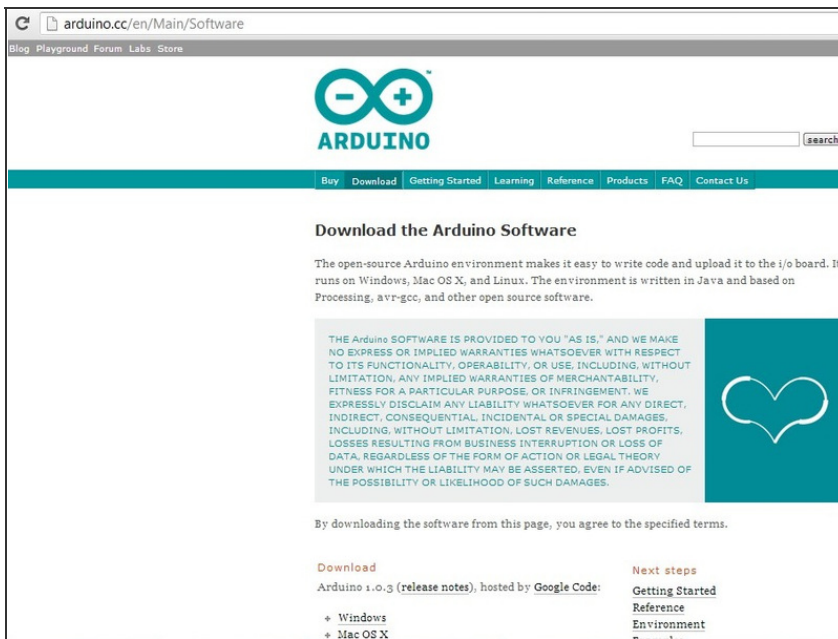 arduino.cc/en/Main/Software
Blog Playground Forum Labs Store
ARDUINO
search
Buy Download Getting Started Learning Reference Products FAQ Contact Us
Download the Arduino Software
The open-source Arduino environment makes it easy to write code and upload it to the i/o board. It
runs on Windows, Mac OS X, and Linux. The environment is written in Java and based on
Processing, avr-gcc, and other open source software.
THE Arduino SOFTWARE IS PROVIDED TO YOU "AS IS," AND WE MAKE
NO EXPRESS OR IMPLIED WARRANTIES WHATSOEVER WITH RESPECT
TO ITS FUNCTIONALITY, OPERABILITY, OR USE, INCLUDING, WITHOUT
LIMITATION, ANY IMPLIED WARRANTIES OF MERCHANTABILITY,
FITNESS FOR A PARTICULAR PURPOSE, OR INFRINGEMENT. WE
EXPRESSLY DISCLAIM ANY LIABILITY WHATSOEVER FOR ANY DIRECT,
INDIRECT, CONSEQUENTIAL, INCIDENTAL OR SPECIAL DAMAGES,
INCLUDING, WITHOUT LIMITATION, LOST REVENUES, LOST PROFITS,
LOSSES RESULTING FROM BUSINESS INTERRUPTION OR LOSS OF
DATA, REGARDLESS OF THE FORM OF ACTION OR LEGAL THEORY
UNDER WHICH THE LIABILITY MAY BE ASSERTED, EVEN IF ADVISED OF
THE POSSIBILITY OR LIKELIHOOD OF SUCH DAMAGES.
By downloading the software from this page, you agree to the specified terms.
Download
Arduino 1.0.3 (release notes), hosted by Google Code:
Windows
Mac OS X
Next steps
Getting Started
Reference
Environment